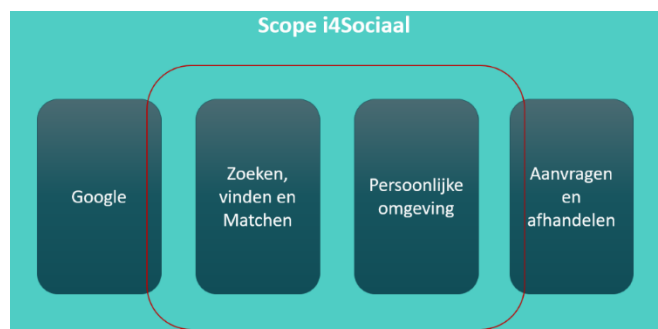 Scope i4Sociaal
Google
Zoeken,
vinden en
Matchen
Persoonlijke
omgeving
Aanvragen
en
afhandelen